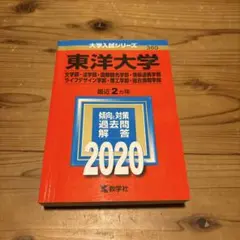 大学入試シリーズ
東洋大学
文学部・法学部・国際観光学部・情報連携学部
ライフデザイン学部・理工学部・総合情報学部
最近2カ年
傾向と対策
過去問
解答
2020
教学社